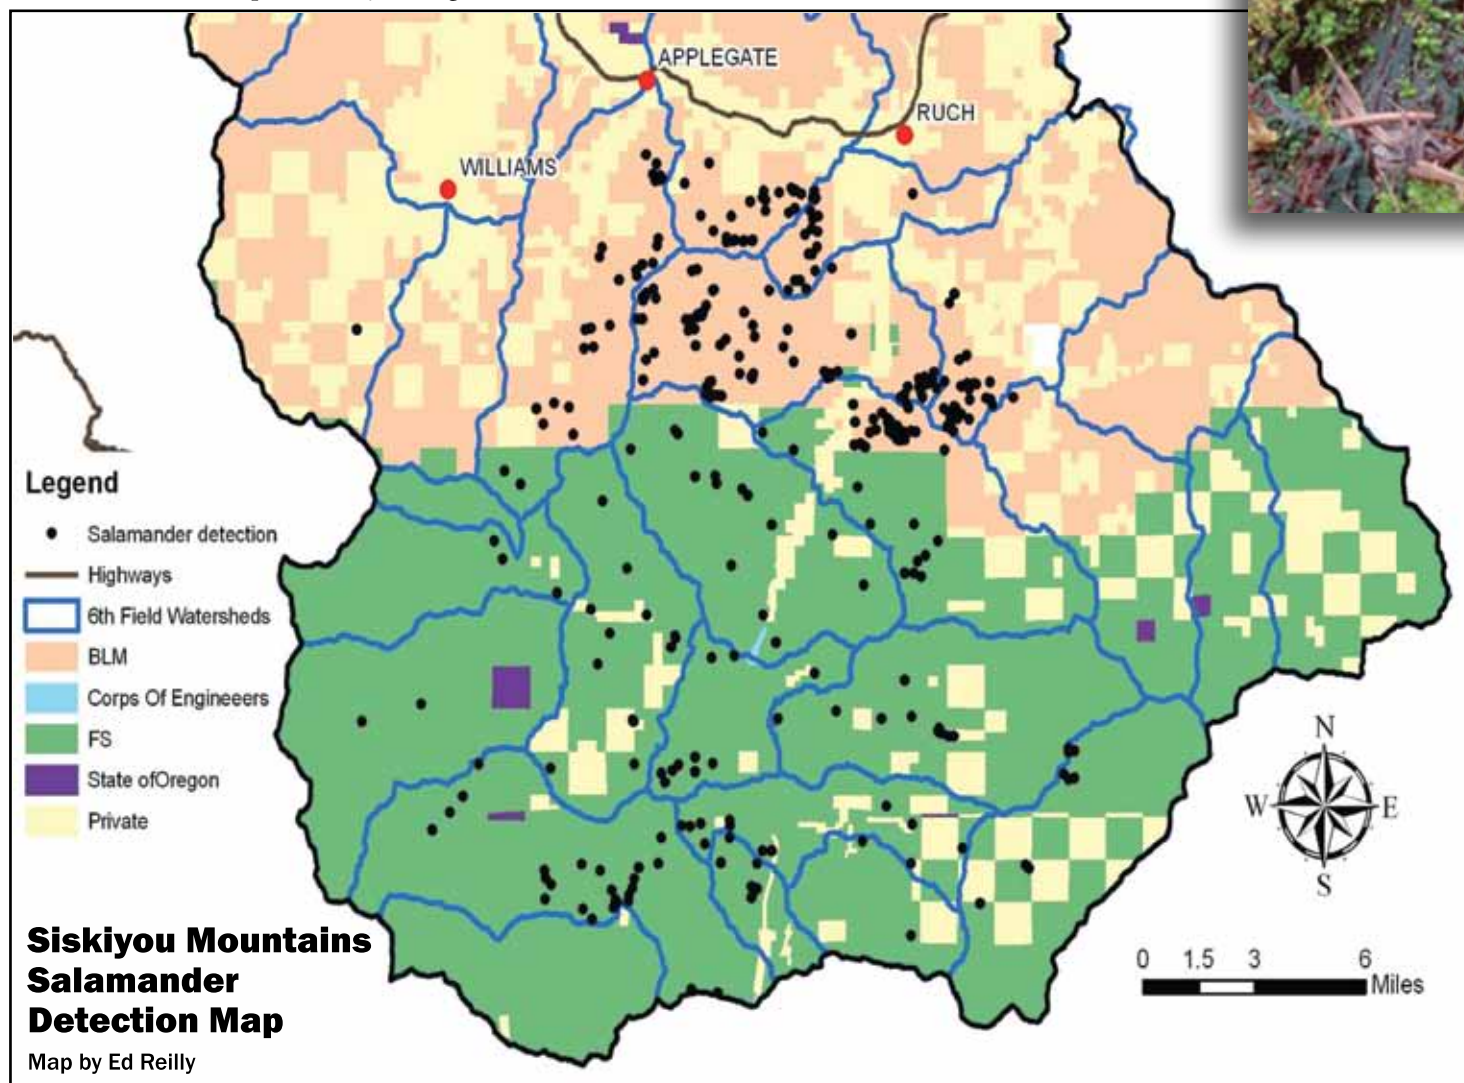 APPLEGATE
RUCH
WILLIAMS
Legend
Salamander detection
Highways
6th Field Watersheds
BLM
Corps Of Engineeers
FS
State ofOregon
Private
N
W E
S
0 1.5 3 6
Miles
Siskiyou Mountains
Salamander
Detection Map
Map by Ed Reilly